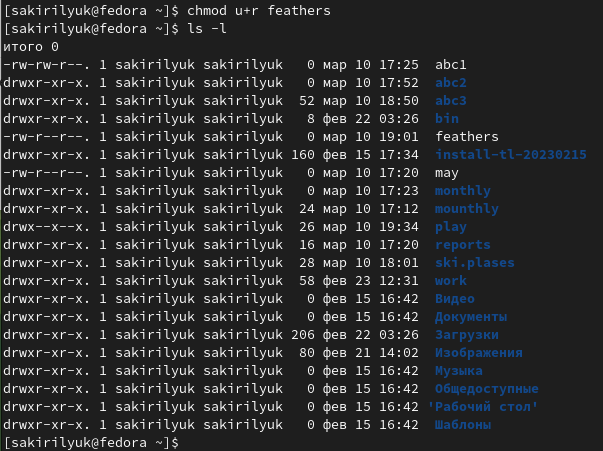 [sakirilyuk@fedora ~]$ chmod u+r feathers
[sakirilyuk@fedora ~]$ ls -l
итого 0
-rw-rw-r--. 1 sakirilyuk sakirilyuk   0 мар 10 17:25  abc1
drwxr-xr-x. 1 sakirilyuk sakirilyuk   0 мар 10 17:52  abc2
drwxr-xr-x. 1 sakirilyuk sakirilyuk  52 мар 10 18:50  abc3
drwxr-xr-x. 1 sakirilyuk sakirilyuk   8 фев 22 03:26  bin
-rw-r--r--. 1 sakirilyuk sakirilyuk   0 мар 10 19:01  feathers
drwxr-xr-x. 1 sakirilyuk sakirilyuk 160 фев 15 17:34  install-tl-20230215
-rw-r--r--. 1 sakirilyuk sakirilyuk   0 мар 10 17:20  may
drwxr-xr-x. 1 sakirilyuk sakirilyuk   0 мар 10 17:23  monthly
drwxr-xr-x. 1 sakirilyuk sakirilyuk  24 мар 10 17:12  mounthly
drwx--x--x. 1 sakirilyuk sakirilyuk  26 мар 10 19:34  play
drwxr-xr-x. 1 sakirilyuk sakirilyuk  16 мар 10 17:20  reports
drwxr-xr-x. 1 sakirilyuk sakirilyuk  28 мар 10 18:01  ski.plases
drwxr-xr-x. 1 sakirilyuk sakirilyuk  58 фев 23 12:31  work
drwxr-xr-x. 1 sakirilyuk sakirilyuk   0 фев 15 16:42  Видео
drwxr-xr-x. 1 sakirilyuk sakirilyuk   0 фев 15 16:42  Документы
drwxr-xr-x. 1 sakirilyuk sakirilyuk 206 фев 22 03:26  Загрузки
drwxr-xr-x. 1 sakirilyuk sakirilyuk  80 фев 21 14:02  Изображения
drwxr-xr-x. 1 sakirilyuk sakirilyuk   0 фев 15 16:42  Музыка
drwxr-xr-x. 1 sakirilyuk sakirilyuk   0 фев 15 16:42  Общедоступные
drwxr-xr-x. 1 sakirilyuk sakirilyuk   0 фев 15 16:42 'Рабочий стол'
drwxr-xr-x. 1 sakirilyuk sakirilyuk   0 фев 15 16:42  Шаблоны
[sakirilyuk@fedora ~]$